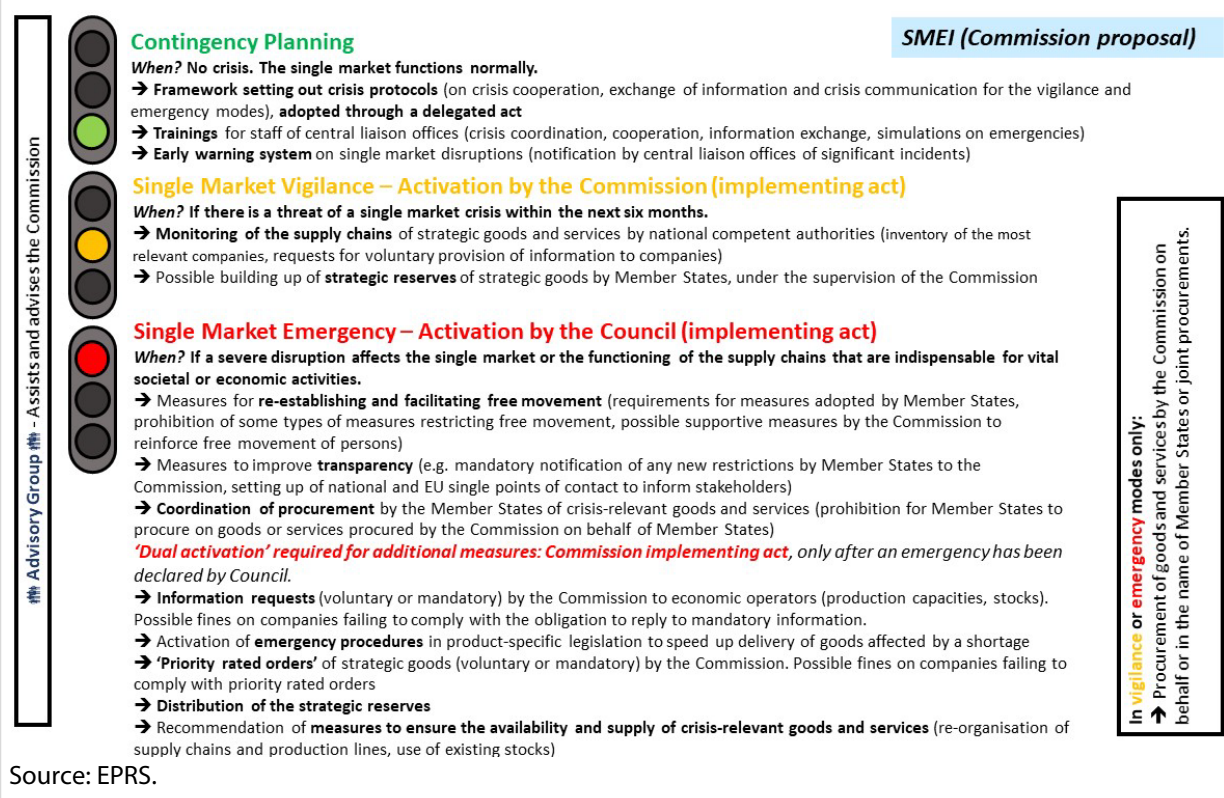 SMEI (Commission proposal)
Contingency Planning
When? No crisis. The single market functions normally.
➔ Framework setting out crisis protocols (on crisis cooperation, exchange of information and crisis communication for the vigilance and
emergency modes), adopted through a delegated act
➔ Trainings for staff of central liaison offices (crisis coordination, cooperation, information exchange, simulations on emergencies)
➔ Early warning system on single market disruptions (notification by central liaison offices of significant incidents)
Single Market Vigilance – Activation by the Commission (implementing act)
When? If there is a threat of a single market crisis within the next six months.
➔ Monitoring of the supply chains of strategic goods and services by national competent authorities (inventory of the most
relevant companies, requests for voluntary provision of information to companies)
➔ Possible building up of strategic reserves of strategic goods by Member States, under the supervision of the Commission
Single Market Emergency – Activation by the Council (implementing act)
When? If a severe disruption affects the single market or the functioning of the supply chains that are indispensable for vital
societal or economic activities.
➔ Measures for re-establishing and facilitating free movement (requirements for measures adopted by Member States,
prohibition of some types of measures restricting free movement, possible supportive measures by the Commission to
reinforce free movement of persons)
➔ Measures to improve transparency (e.g. mandatory notification of any new restrictions by Member States to the
Commission, setting up of national and EU single points of contact to inform stakeholders)
➔ Coordination of procurement by the Member States of crisis-relevant goods and services (prohibition for Member States to
procure on goods or services procured by the Commission on behalf of Member States)
‘Dual activation’ required for additional measures: Commission implementing act, only after an emergency has been
declared by Council.
➔ Information requests (voluntary or mandatory) by the Commission to economic operators (production capacities, stocks).
Possible fines on companies failing to comply with the obligation to reply to mandatory information.
➔ Activation of emergency procedures in product-specific legislation to speed up delivery of goods affected by a shortage
➔ ‘Priority rated orders’ of strategic goods (voluntary or mandatory) by the Commission. Possible fines on companies failing to
comply with priority rated orders
➔ Distribution of the strategic reserves
➔ Recommendation of measures to ensure the availability and supply of crisis-relevant goods and services (re-organisation of
supply chains and production lines, use of existing stocks)
Advisory Group - Assists and advises the Commission
In vigilance or emergency modes only:
➔ Procurement of goods and services by the Commission on
behalf or in the name of Member States or joint procurements.
Source: EPRS.